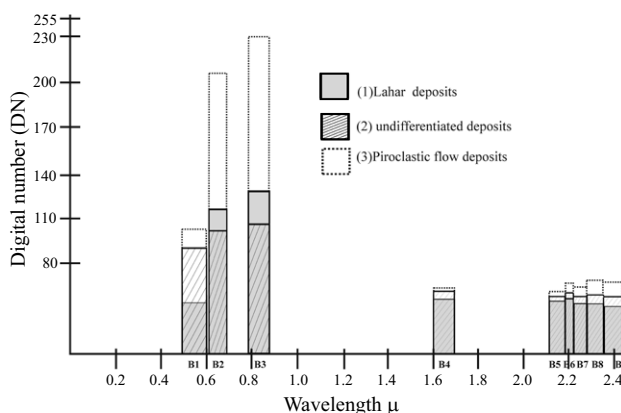 255
230
200
170
140
110
80
Digital number (DN)
(1)Lahar deposits
(2) undifferentiated deposits
(3)Piroclastic flow deposits
B1 B2 B3 B4 B5 B6 B7 B8 B
0.2 0.4 0.6 0.8 1.0 1.2 1.4 1.6 1.8 2.0 2.2 2.4
Wavelength μ